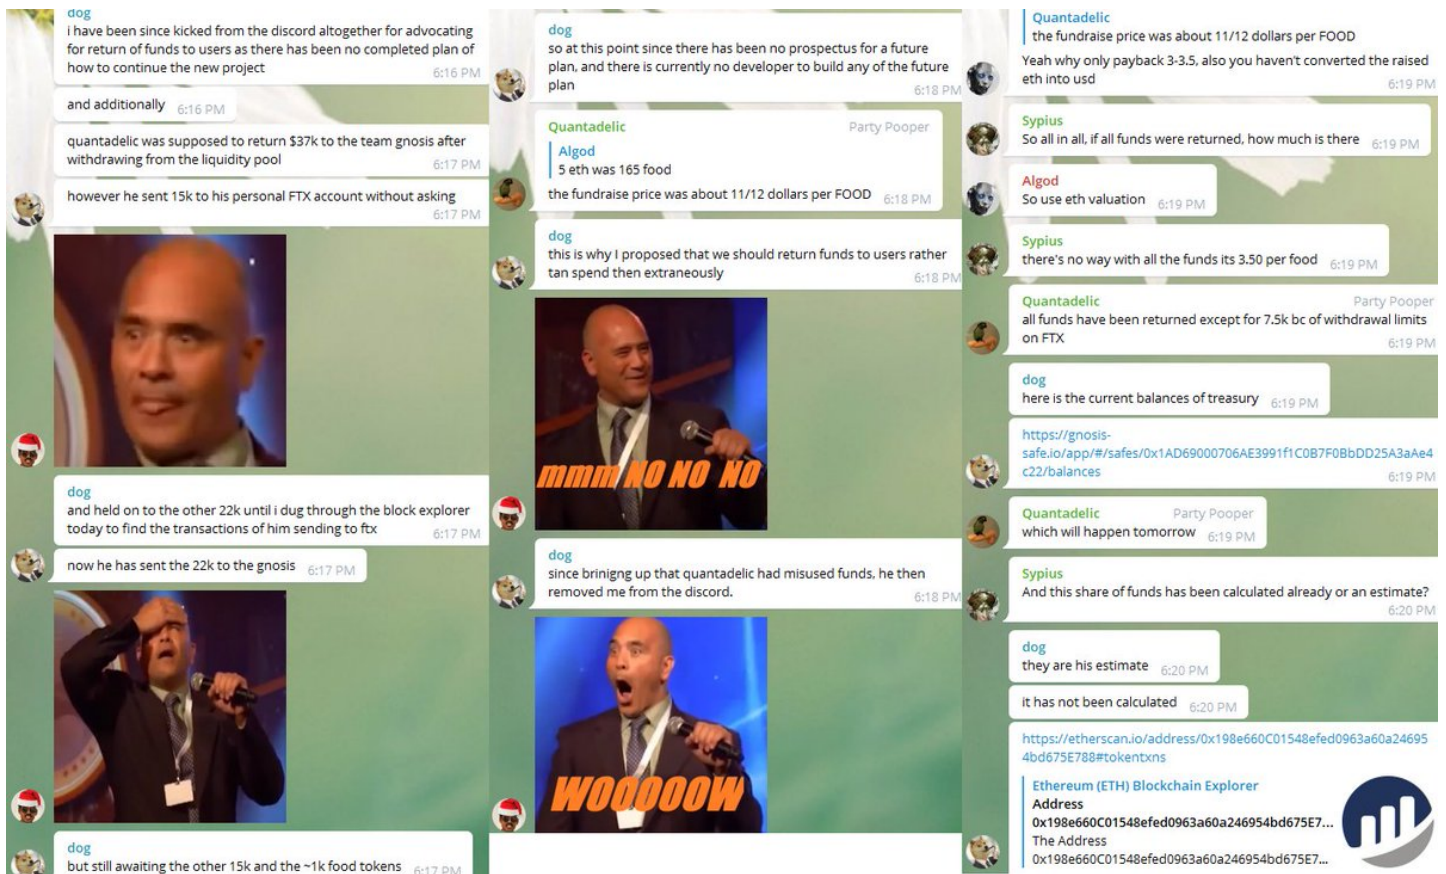 dog
i have been since kicked from the discord altogether for advocating
for return of funds to users as there has been no completed plan of
how to continue the new project
6:16 PM
and additionally 6:16 PM
quantadelic was supposed to return $37k to the team gnosis after
withdrawing from the liquidity pool
6:17 PM
however he sent 15k to his personal FTX account without asking
6:17 PM
dog
and held on to the other 22k until i dug through the block explorer
today to find the transactions of him sending to ftx
6:17 PM
now he has sent the 22k to the gnosis 6:17 PM
dog
but still awaiting the other 15k and the ~1k food tokens 6:17 PM
dog
so at this point since there has been no prospectus for a future
plan, and there is currently no developer to build any of the future
plan
6:18 PM
Quantadelic Party Pooper
Algod
5 eth was 165 food
the fundraise price was about 11/12 dollars per FOOD 6:18 PM
dog
this is why I proposed that we should return funds to users rather
tan spend then extraneously
6:18 PM
mmm NO NO NO
dog
since brinigng up that quantadelic had misused funds, he then
removed me from the discord.
6:18 PM
WOOOOOW
Quantadelic
the fundraise price was about 11/12 dollars per FOOD
Yeah why only payback 3-3.5, also you haven't converted the raised
eth into usd
6:19 PM
Sypius
So all in all, if all funds were returned, how much is there 6:19 PM
Algod
So use eth valuation 6:19 PM
Sypius
there's no way with all the funds its 3.50 per food 6:19 PM
Quantadelic Party Pooper
all funds have been returned except for 7.5k bc of withdrawal limits
on FTX
6:19 PM
dog
here is the current balances of treasury 6:19 PM
https://gnosis-
safe.io/app/#/safes/0x1AD69000706AE3991f1C0B7F0BbDD25A3aAe4
c22/balances
6:19 PM
Quantadelic Party Pooper
which will happen tomorrow 6:19 PM
Sypius
And this share of funds has been calculated already or an estimate?
6:20 PM
dog
they are his estimate 6:20 PM
it has not been calculated 6:20 PM
https://etherscan.io/address/0x198e660C01548efed0963a60a24695
4bd675E788#tokentxns
Ethereum (ETH) Blockchain Explorer
Address
0x198e660C01548efed0963a60a246954bd675E7...
The Address
0x198e660C01548efed0963a60a246954bd675E7...